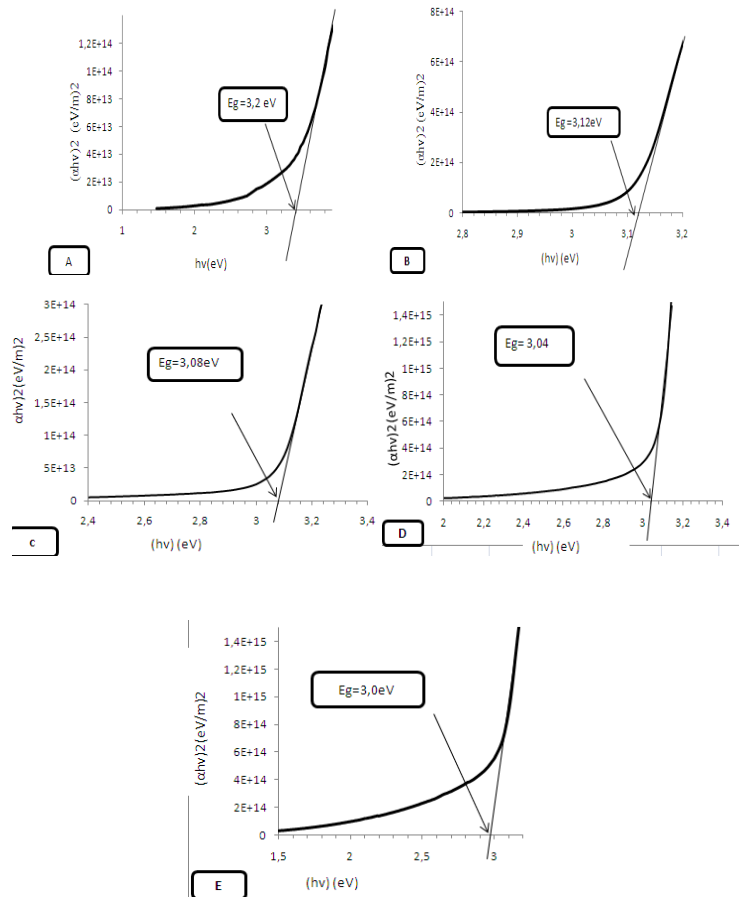 (αhν)2 (eV/m)2
1,2E+14
1E+14
8E+13
6E+13
4E+13
2E+13
0
1
2
3
Eg=3,2 eV
hν(eV)
A
(αhν)2 (eV/m)2
8E+14
6E+14
4E+14
2E+14
0
2,8
2,9
3
3,1
3,2
Eg=3,12eV
(hν) (eV)
B
αhν)2(eV/m)2
3E+14
2,5E+14
2E+14
1,5E+14
1E+14
5E+13
0
2,4
2,6
2,8
3
3,2
3,4
Eg=3,08eV
(hν) (eV)
c
(αhν)2(eV/m)2
1,4E+15
1,2E+15
1E+15
8E+14
6E+14
4E+14
2E+14
0
2
2,2
2,4
2,6
2,8
3
3,2
3,4
Eg= 3,04
(hν) (eV)
D
(αhν)2(eV/m)2
1,4E+15
1,2E+15
1E+15
8E+14
6E+14
4E+14
2E+14
0
1,5
2
2,5
3
Eg=3,0eV
(hν) (eV)
E